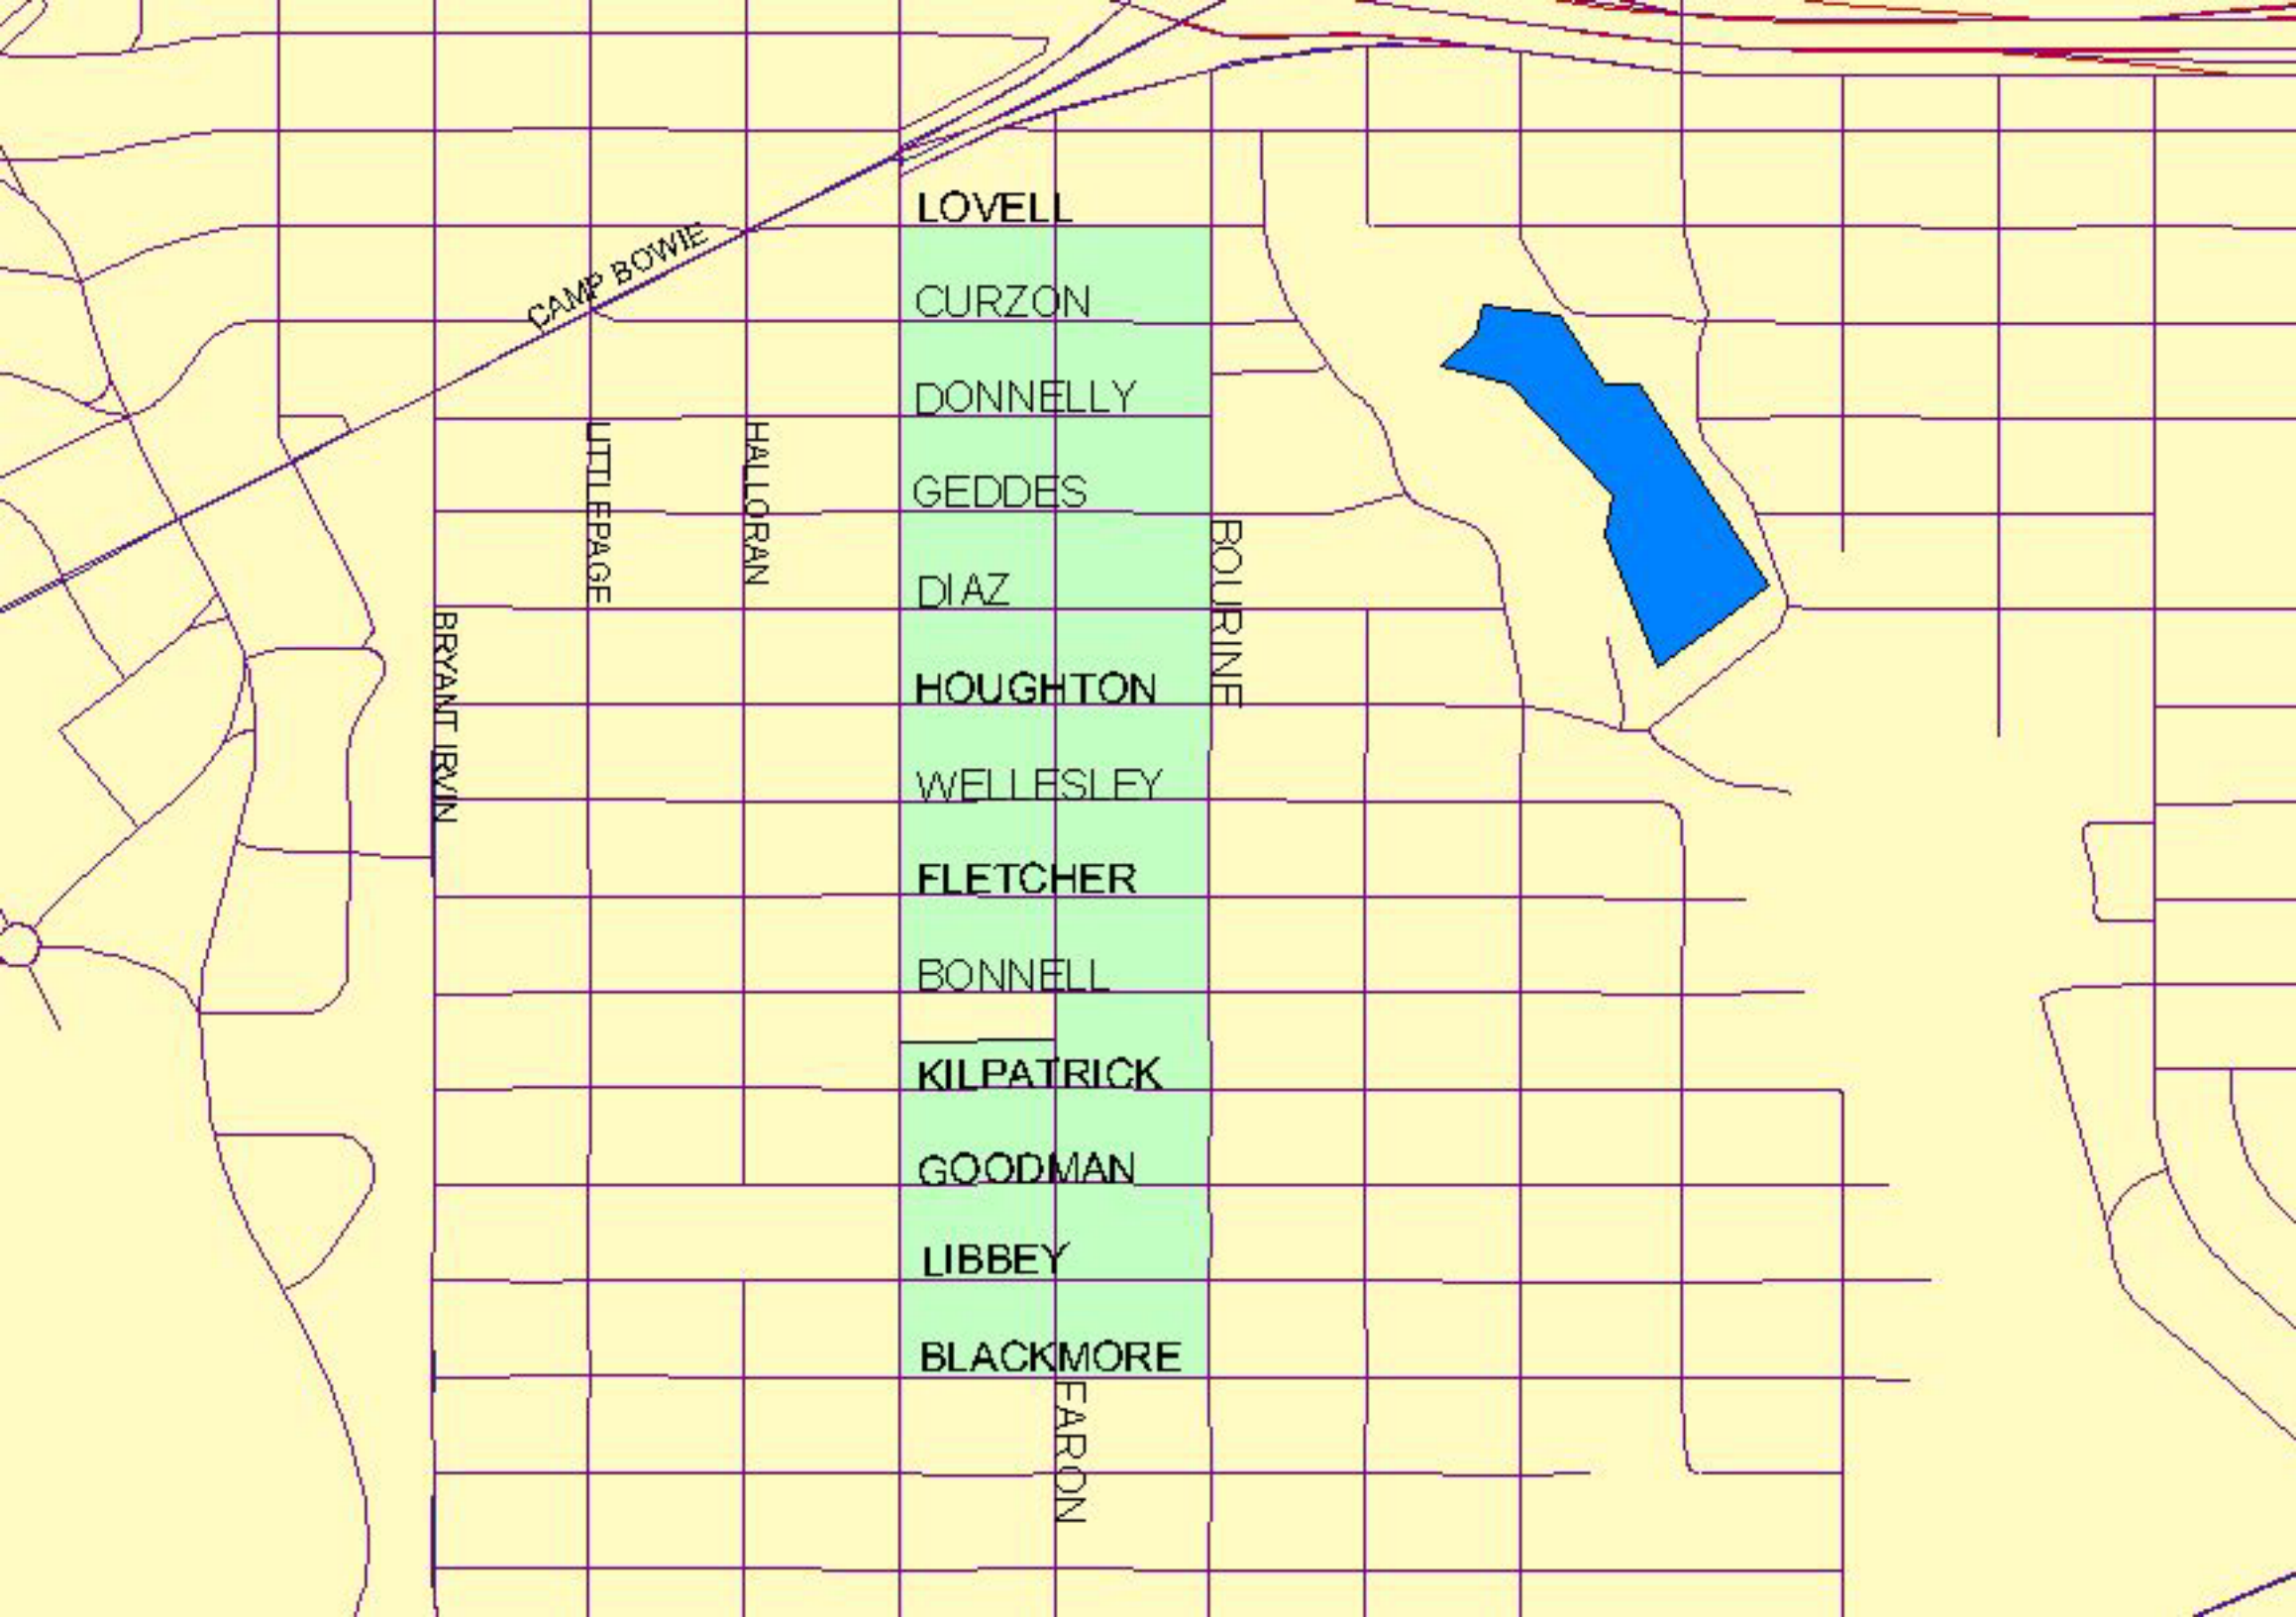 LOVELL
CAMP BOWIE
CURZON
DONNELLY
LITTLEPAGE
HALLORAN
GEDDES
BOURINE
DIAZ
BRYANT IRVIN
HOUGHTON
WELLESLEY
FLETCHER
BONNELL
KILPATRICK
GOODMAN
LIBBEY
BLACKMORE
FARON